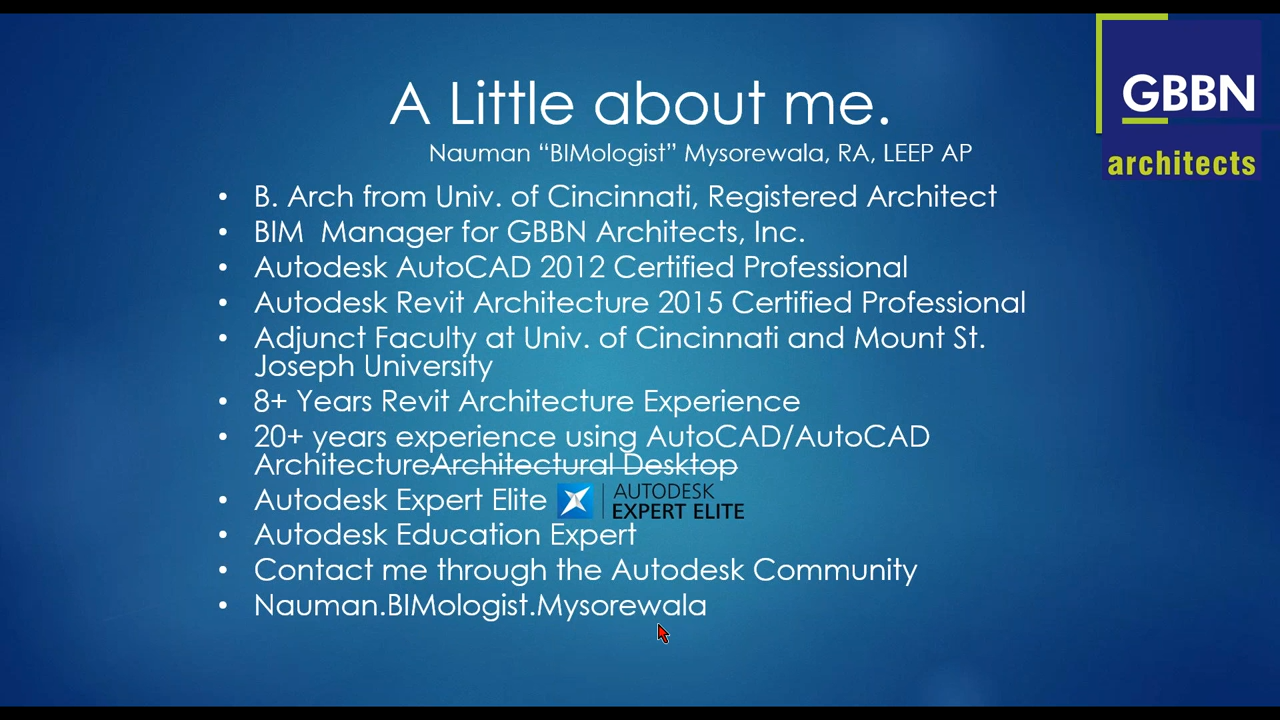 GBBN
architects
A Little about me.
Nauman “BIMologist” Mysorewala, RA, LEEP AP
• B. Arch from Univ. of Cincinnati, Registered Architect
• BIM  Manager for GBBN Architects, Inc.
• Autodesk AutoCAD 2012 Certified Professional
• Autodesk Revit Architecture 2015 Certified Professional
• Adjunct Faculty at Univ. of Cincinnati and Mount St.
Joseph University
• 8+ Years Revit Architecture Experience
• 20+ years experience using AutoCAD/AutoCAD
ArchitectureArchitectural Desktop
• Autodesk Expert Elite
AUTODESK
EXPERT ELITE
• Autodesk Education Expert
• Contact me through the Autodesk Community
• Nauman.BIMologist.Mysorewala